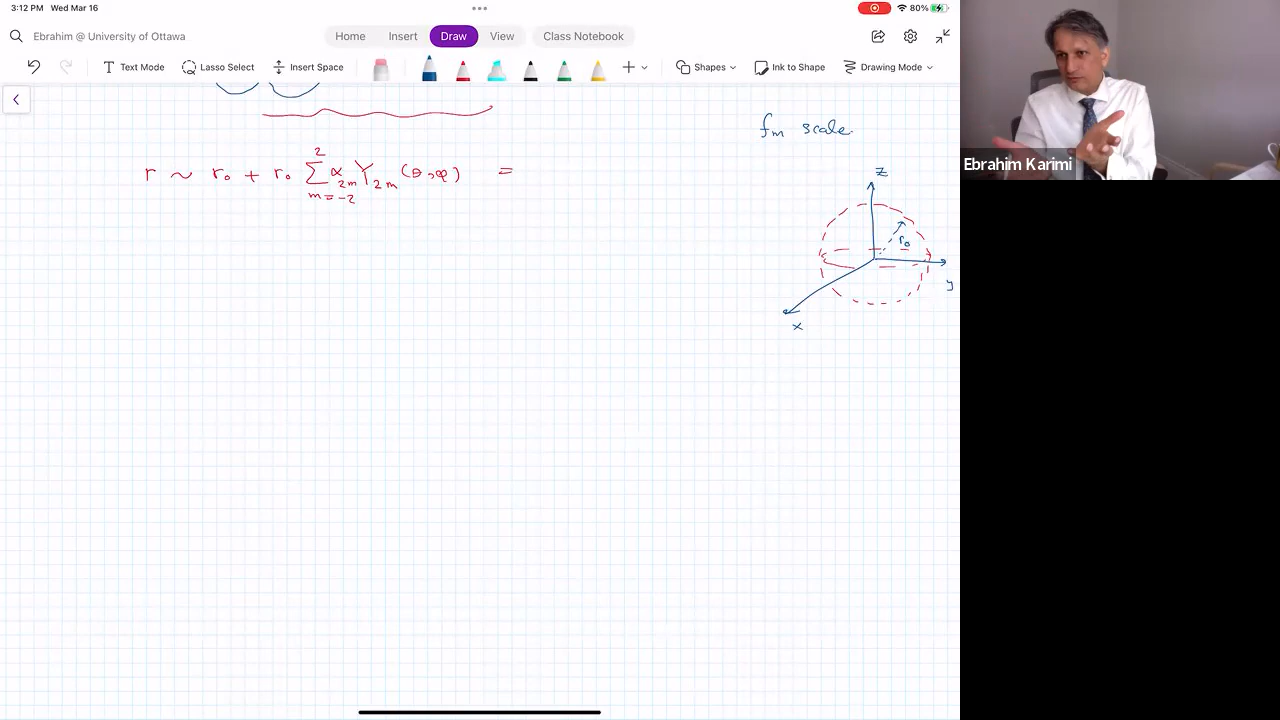 3:12 PM Wed Mar 16
80%
Ebrahim @ University of Ottawa
Home Insert Draw View Class Notebook
Text Mode Lasso Select Insert Space Shapes Ink to Shape Drawing Mode
fm scale
r ~ r₀ + r₀ ∑ α₂ₘ Y₂ₘ (θ,φ) =
2
m=-2
z
r₀
y
x
Ebrahim Karimi